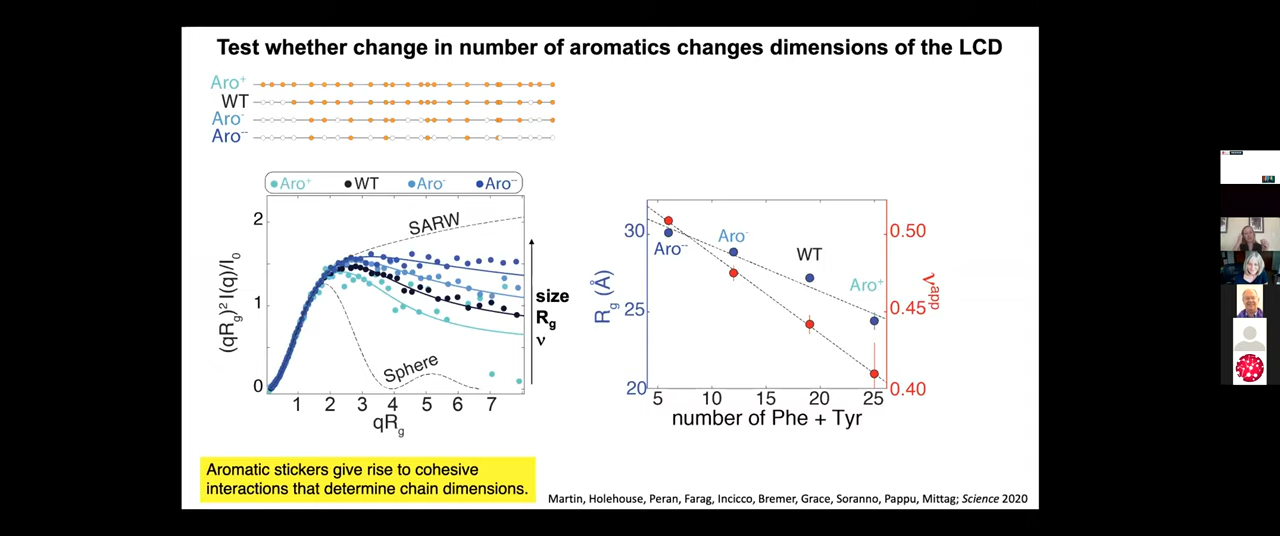 Test whether change in number of aromatics changes dimensions of the LCD
Aro+
WT
Aro-
Aro--
Aro+ WT Aro- Aro--
2
1
0
(qRg)² I(q)/I0
SARW
Sphere
1 2 3 4 5 6 7
qRg
size
Rg
ν
30
25
20
Rg (Å)
Aro--
Aro-
WT
Aro+
0.50
0.45
0.40
νapp
5 10 15 20 25
number of Phe + Tyr
Aromatic stickers give rise to cohesive
interactions that determine chain dimensions.
Martin, Holehouse, Peran, Farag, Incicco, Bremer, Grace, Soranno, Pappu, Mittag; Science 2020